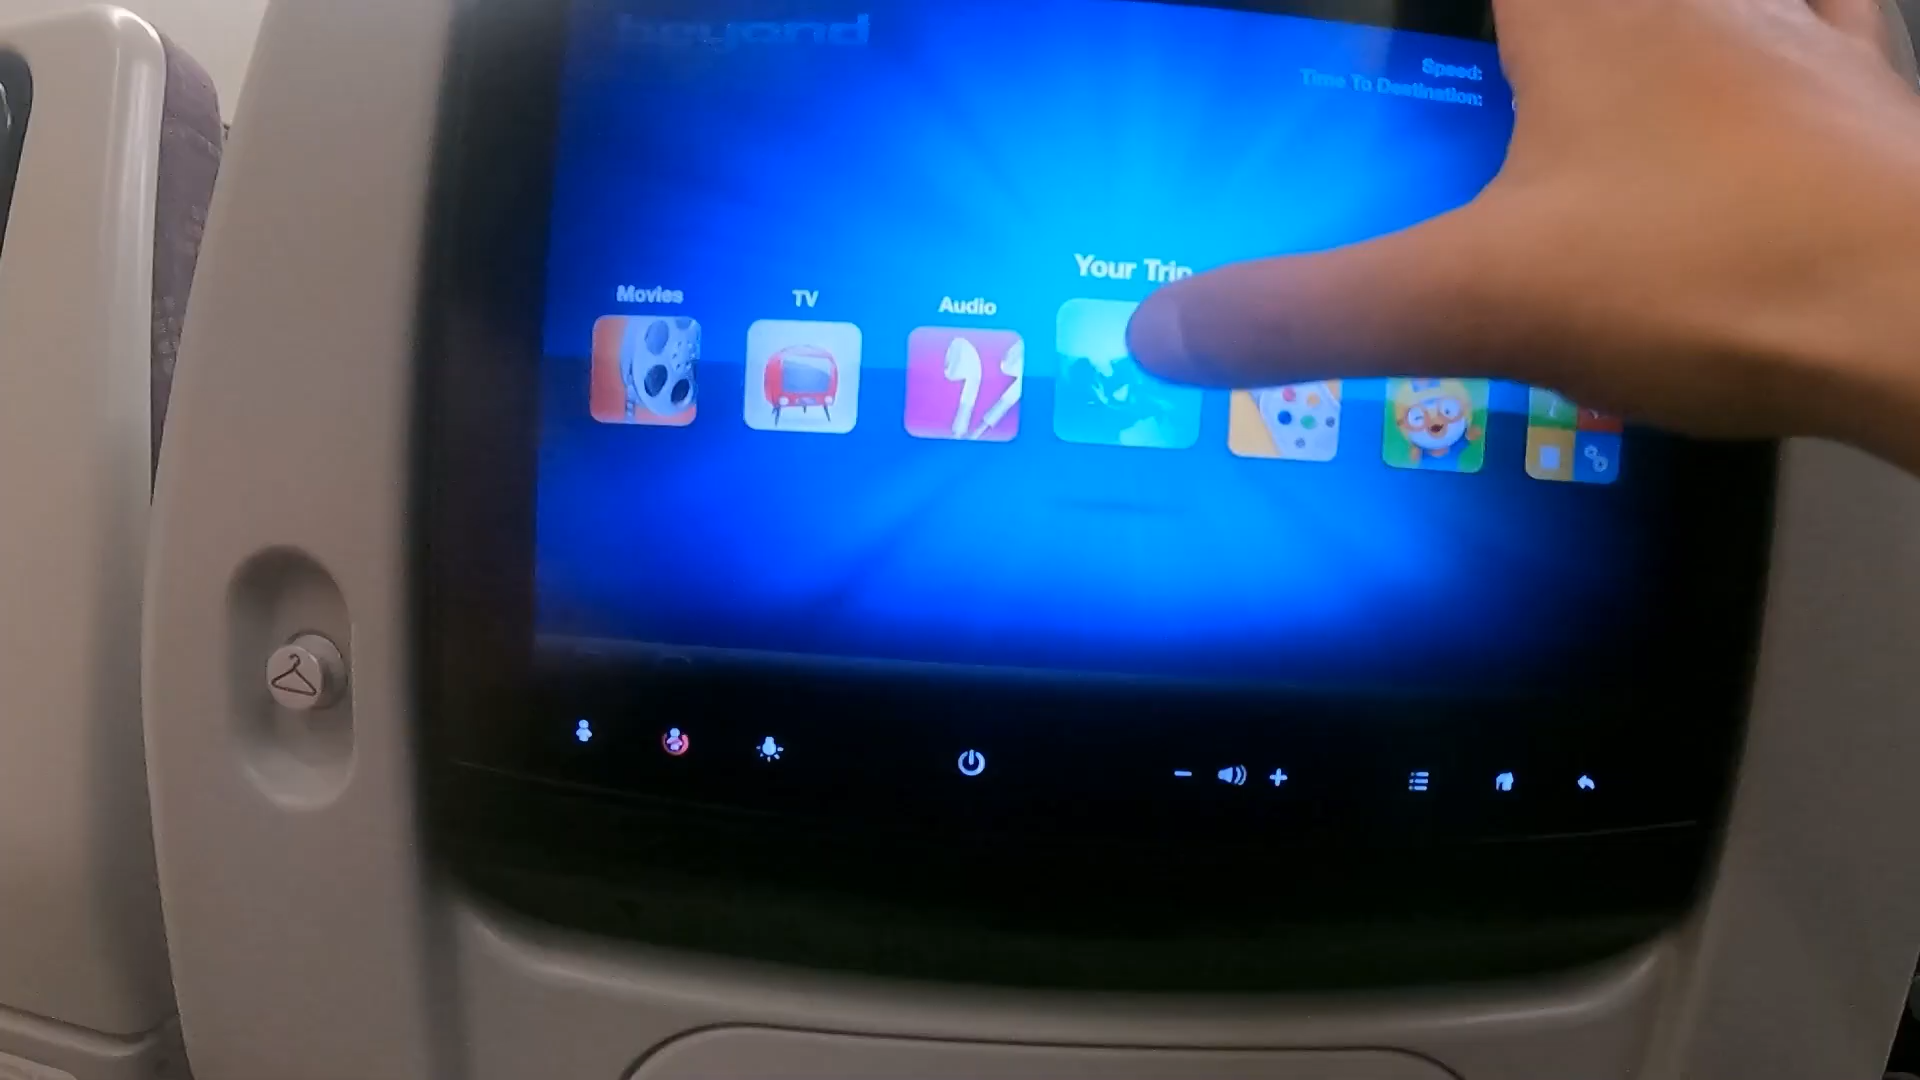 beyond
Speed:
Time To Destination:
Your Trip
Movies
TV
Audio